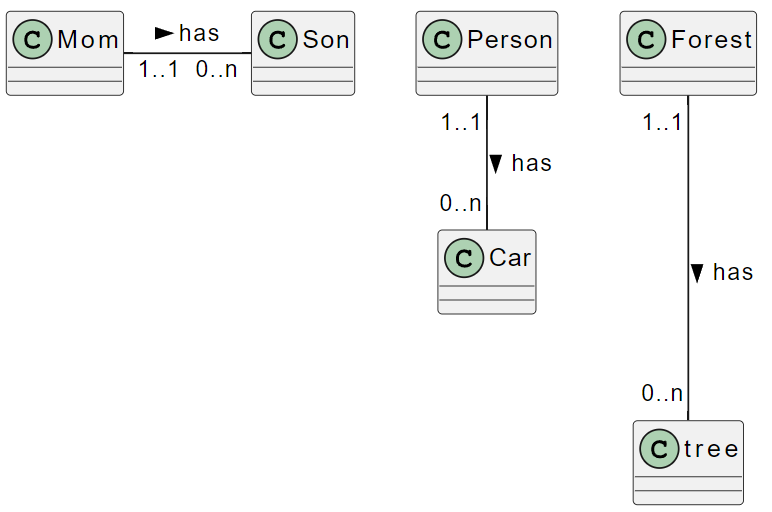 C Mom
has
1..1 0..n
C Son
C Person
1..1
has
0..n
C Car
C Forest
1..1
has
0..n
C tree